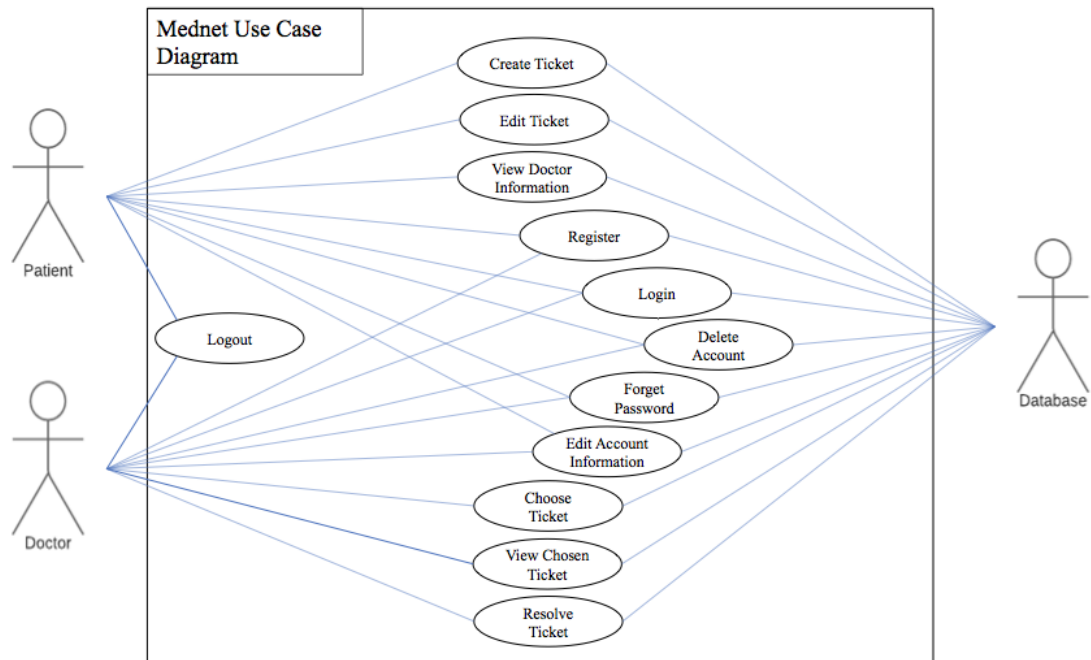 Mednet Use Case
Diagram
Create Ticket
Edit Ticket
View Doctor
Information
Register
Patient
Login
Logout
Delete
Account
Forget
Password
Database
Edit Account
Information
Choose
Ticket
Doctor
View Chosen
Ticket
Resolve
Ticket